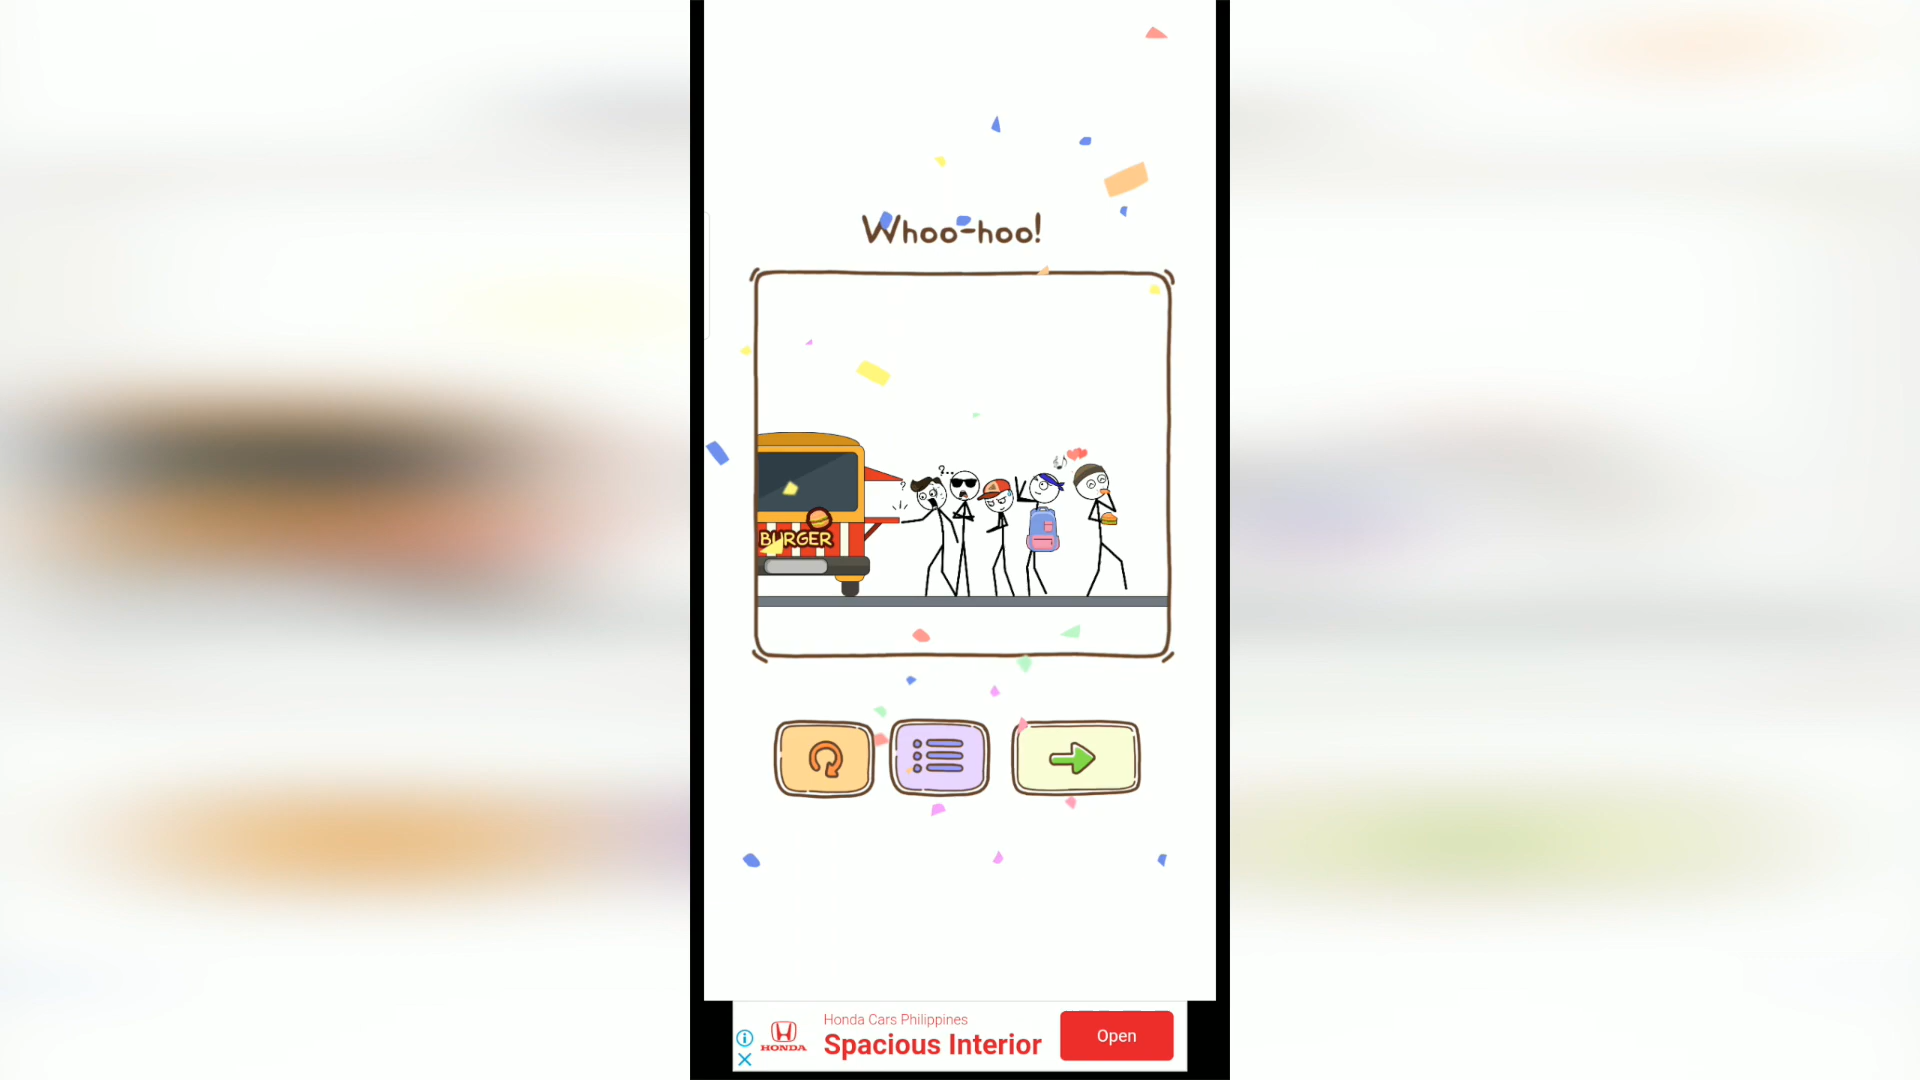 Whoo-hoo!
?..
?
BURGER
Honda Cars Philippines
Spacious Interior
HONDA
Open